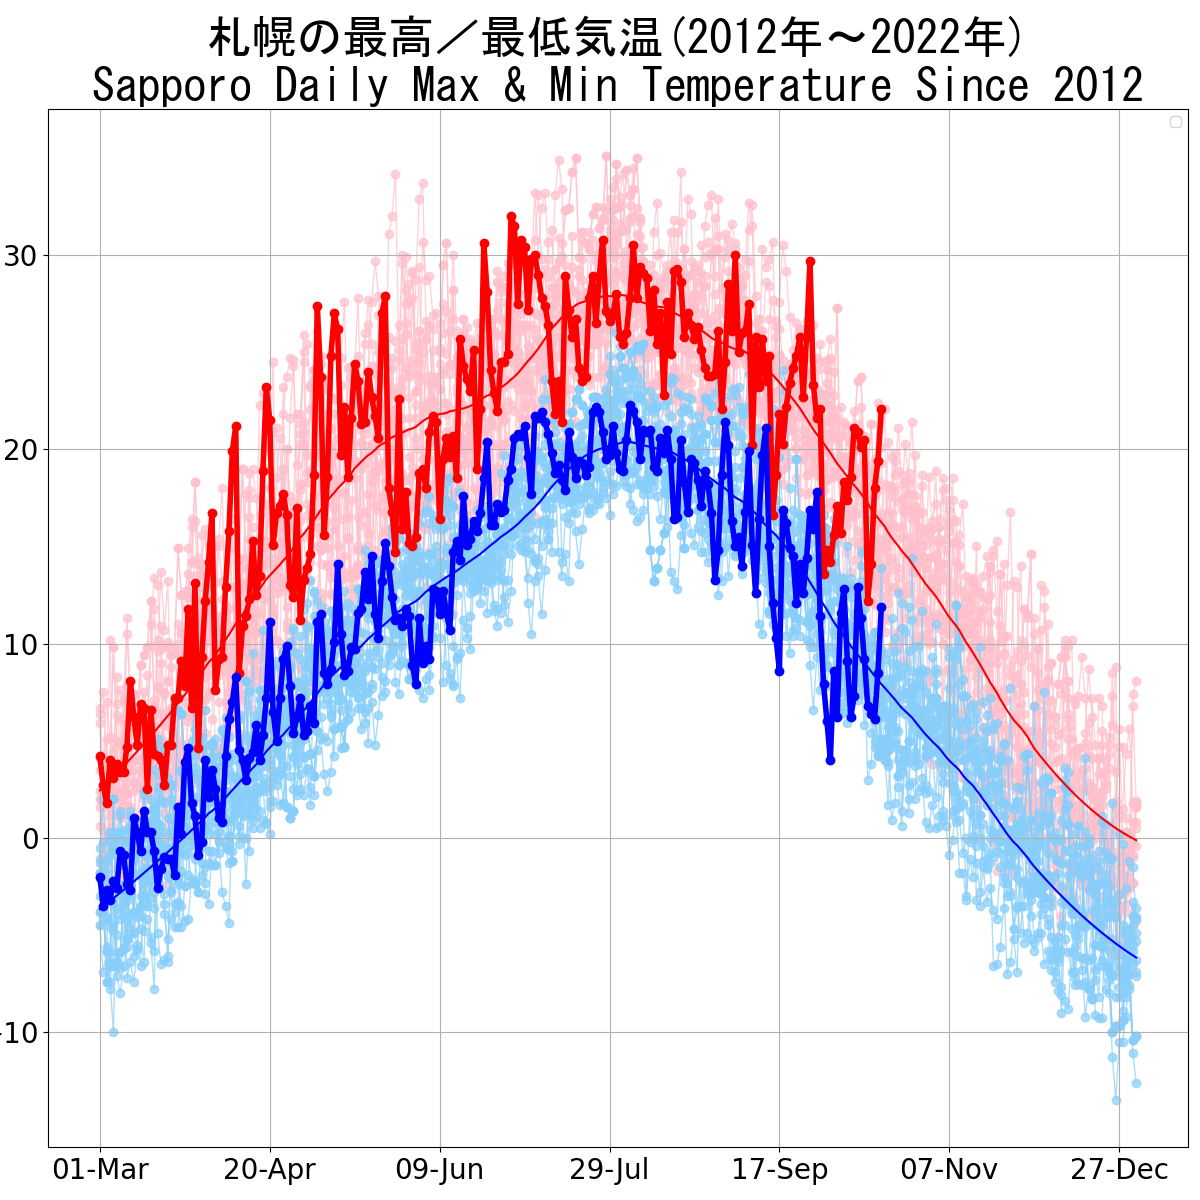 札幌の最高／最低気温(2012年～2022年)
Sapporo Daily Max & Min Temperature Since 2012
30
20
10
0
-10
01-Mar 20-Apr 09-Jun 29-Jul 17-Sep 07-Nov 27-Dec